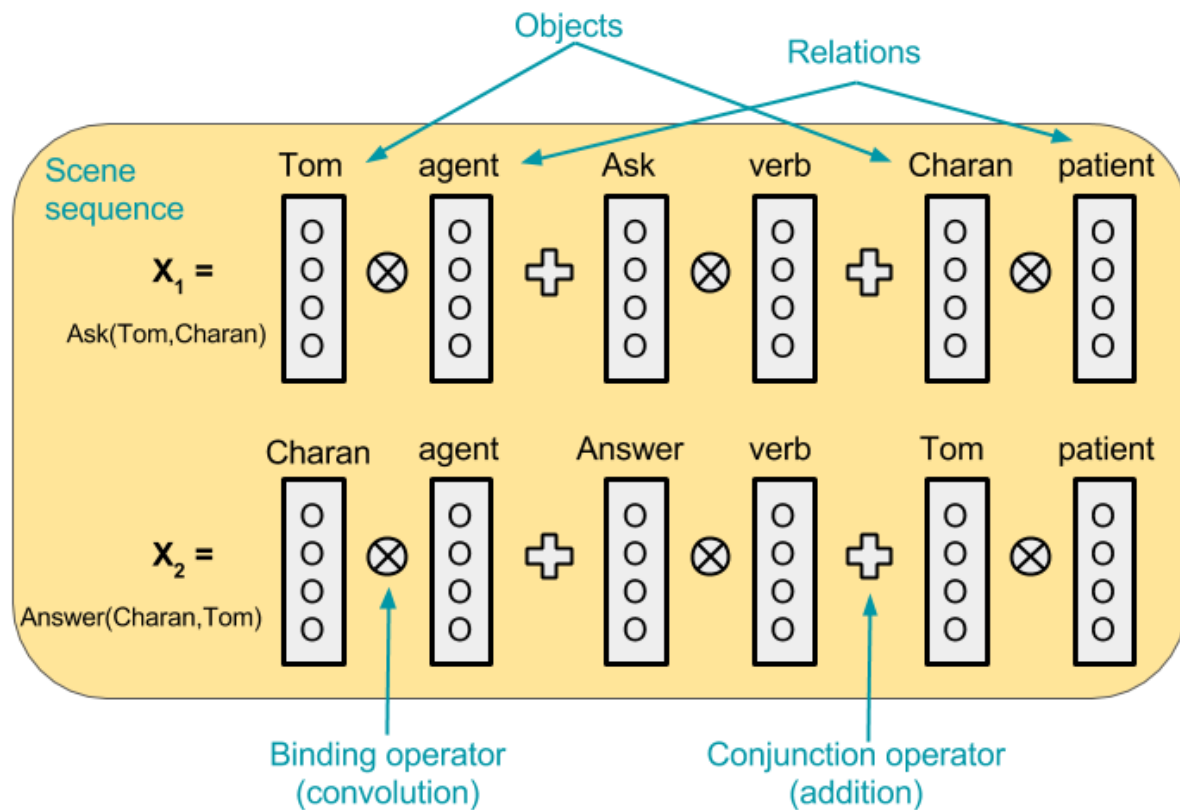 Objects
Relations
Scene
sequence
Tom agent Ask verb Charan patient
O O O O O O
O O O O O O
X₁ = ⊗ + ⊗ + ⊗
O O O O O O
Ask(Tom,Charan)
O O O O O O
Charan agent Answer verb Tom patient
O O O O O O
O O O O O O
X₂ = ⊗ + ⊗ + ⊗
O O O O O O
Answer(Charan,Tom)
O O O O O O
Binding operator Conjunction operator
(convolution) (addition)